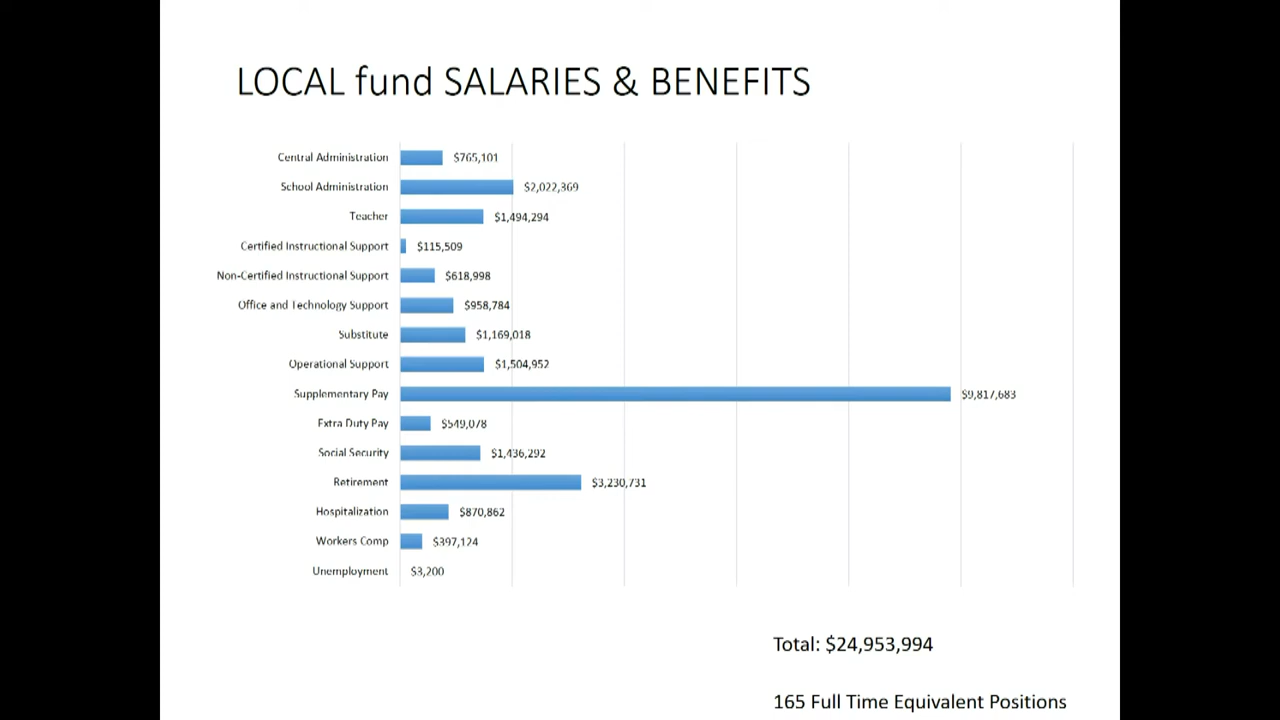 LOCAL fund SALARIES & BENEFITS
Central Administration $765,101
School Administration $2,022,369
Teacher $1,494,294
Certified Instructional Support $115,509
Non-Certified Instructional Support $618,998
Office and Technology Support $958,784
Substitute $1,169,018
Operational Support $1,504,952
Supplementary Pay $9,817,683
Extra Duty Pay $549,078
Social Security $1,436,292
Retirement $3,230,731
Hospitalization $870,862
Workers Comp $397,124
Unemployment $3,200
Total: $24,953,994
165 Full Time Equivalent Positions